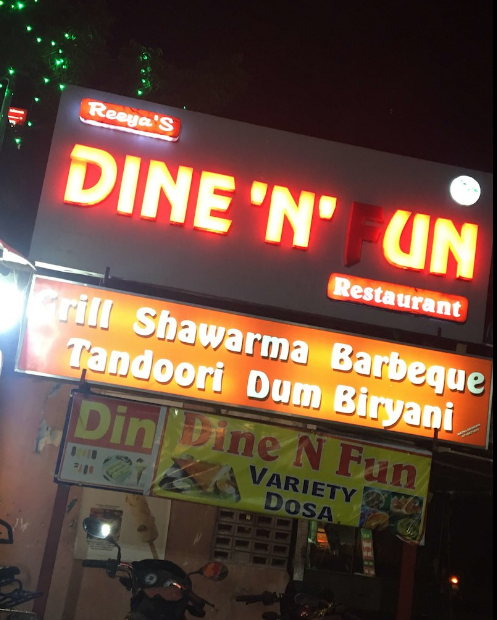 Reeya'S
DINE 'N' FUN
Restaurant
Grill Shawarma Barbeque
Tandoori Dum Biryani
Din
Dine N Fun
VARIETY
DOSA